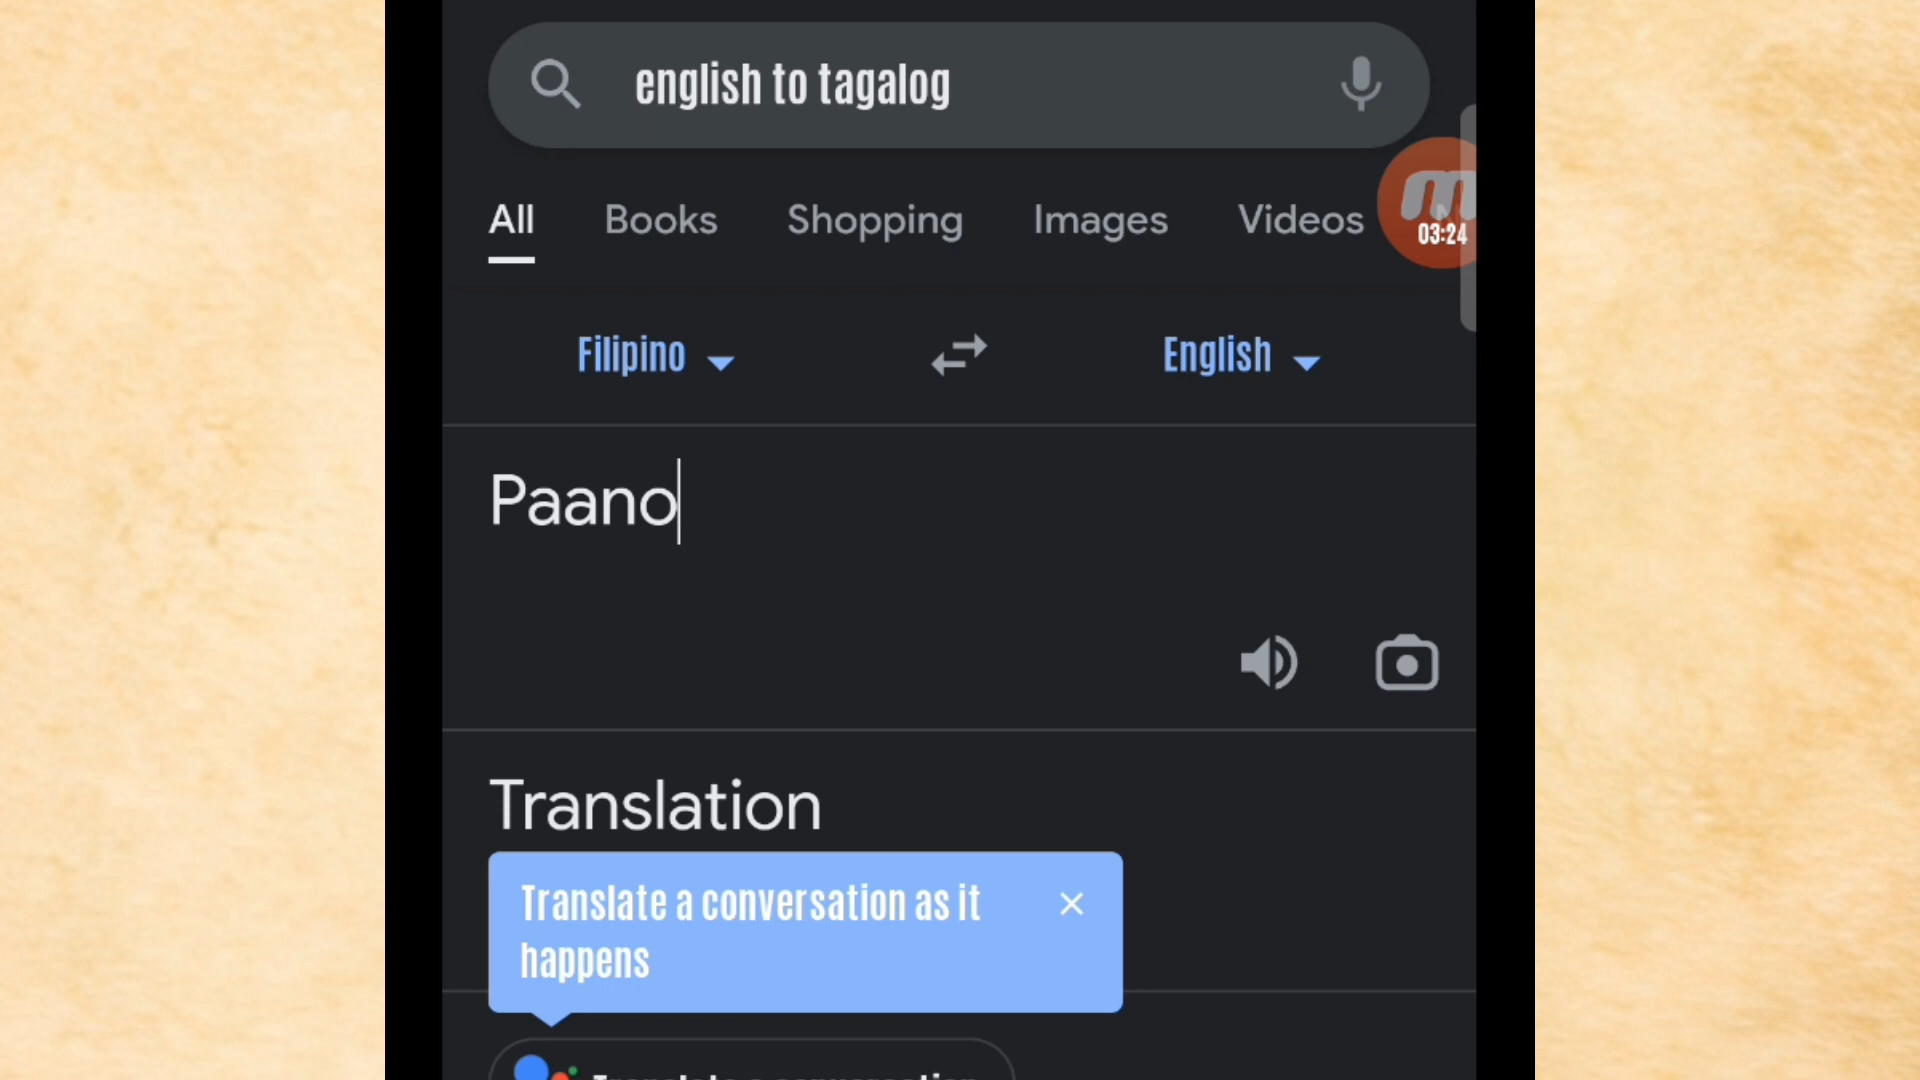 english to tagalog
All Books Shopping Images Videos
03:24
Filipino English
Paano
Translation
Translate a conversation as it
happens